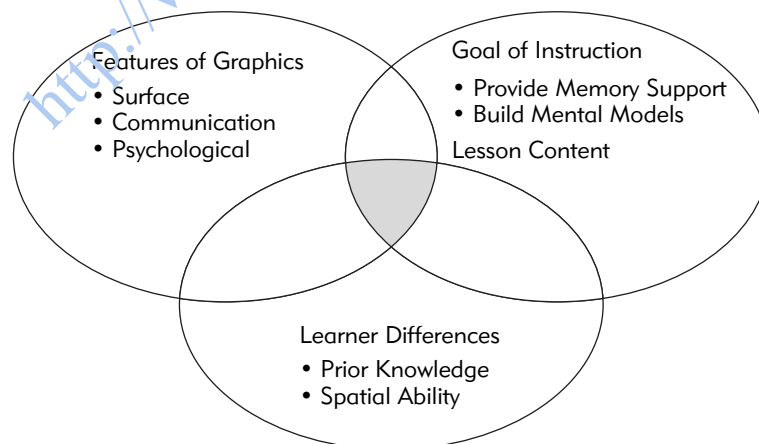 http://
Features of Graphics
• Surface
• Communication
• Psychological
Goal of Instruction
• Provide Memory Support
• Build Mental Models
Lesson Content
Learner Differences
• Prior Knowledge
• Spatial Ability